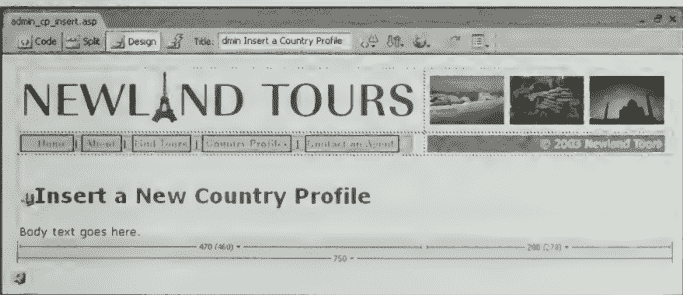 admin_cp_insert.asp
Code Split Design Title: dmin Insert a Country Profile
NEWLAND TOURS
Home | About | Find Tours | Country Profiles | Contact an Agent
© 2003 Newland Tours
Insert a New Country Profile
Body text goes here.
470 (460) 280 (278)
750